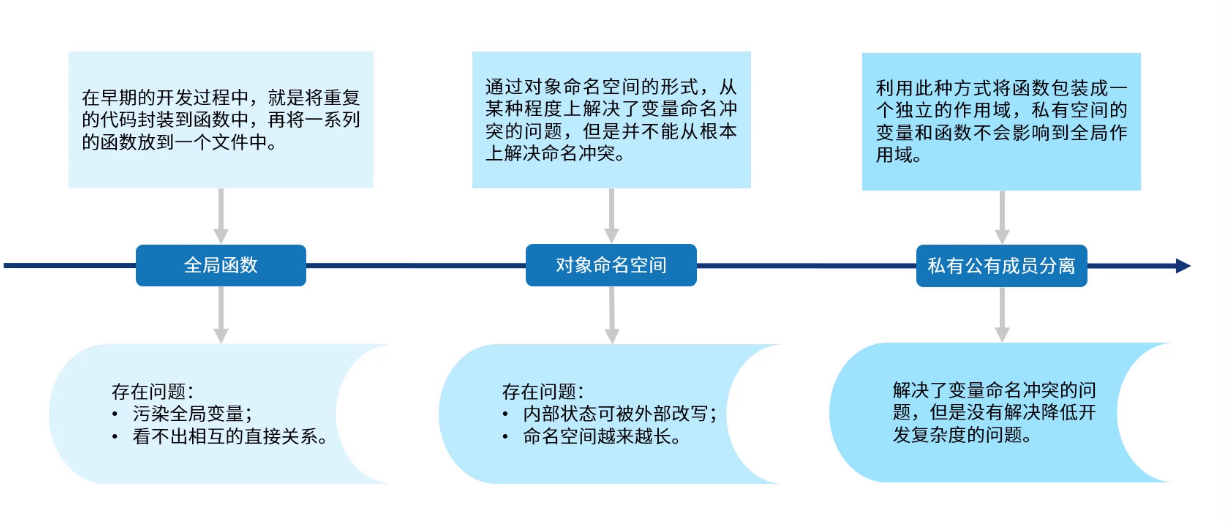 在早期的开发过程中，就是将重复
的代码封装到函数中，再将一系列
的函数放到一个文件中。
通过对象命名空间的形式，从
某种程度上解决了变量命名冲
突的问题，但是并不能从根本
上解决命名冲突。
利用此种方式将函数包装成一
个独立的作用域，私有空间的
变量和函数不会影响到全局作
用域。
全局函数
对象命名空间
私有公有成员分离
存在问题：
• 污染全局变量；
• 看不出相互的直接关系。
存在问题：
• 内部状态可被外部改写；
• 命名空间越来越长。
解决了变量命名冲突的问
题，但是没有解决降低开
发复杂度的问题。